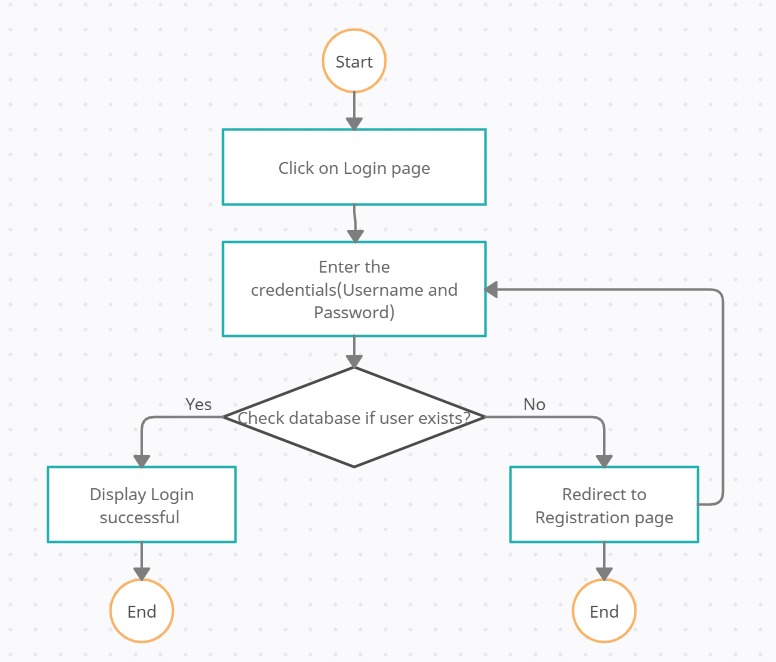 Start
Click on Login page
Enter the
credentials(Username and
Password)
Yes
Check database if user exists?
No
Display Login
successful
Redirect to
Registration page
End
End